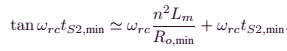 tan ω_{rc}t_{S2,min} ≃ ω_{rc} \frac{n^2 L_m}{R_{o,min}} + ω_{rc}t_{S2,min}.